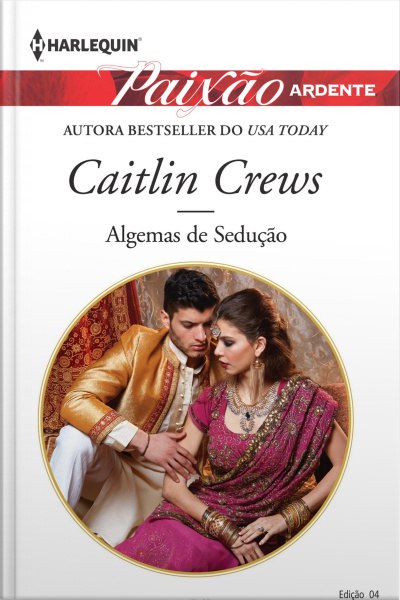 HARLEQUIN®
Paixão ARDENTE
AUTORA BESTSELLER DO USA TODAY
Caitlin Crews
Algemas de Sedução
Edição 04